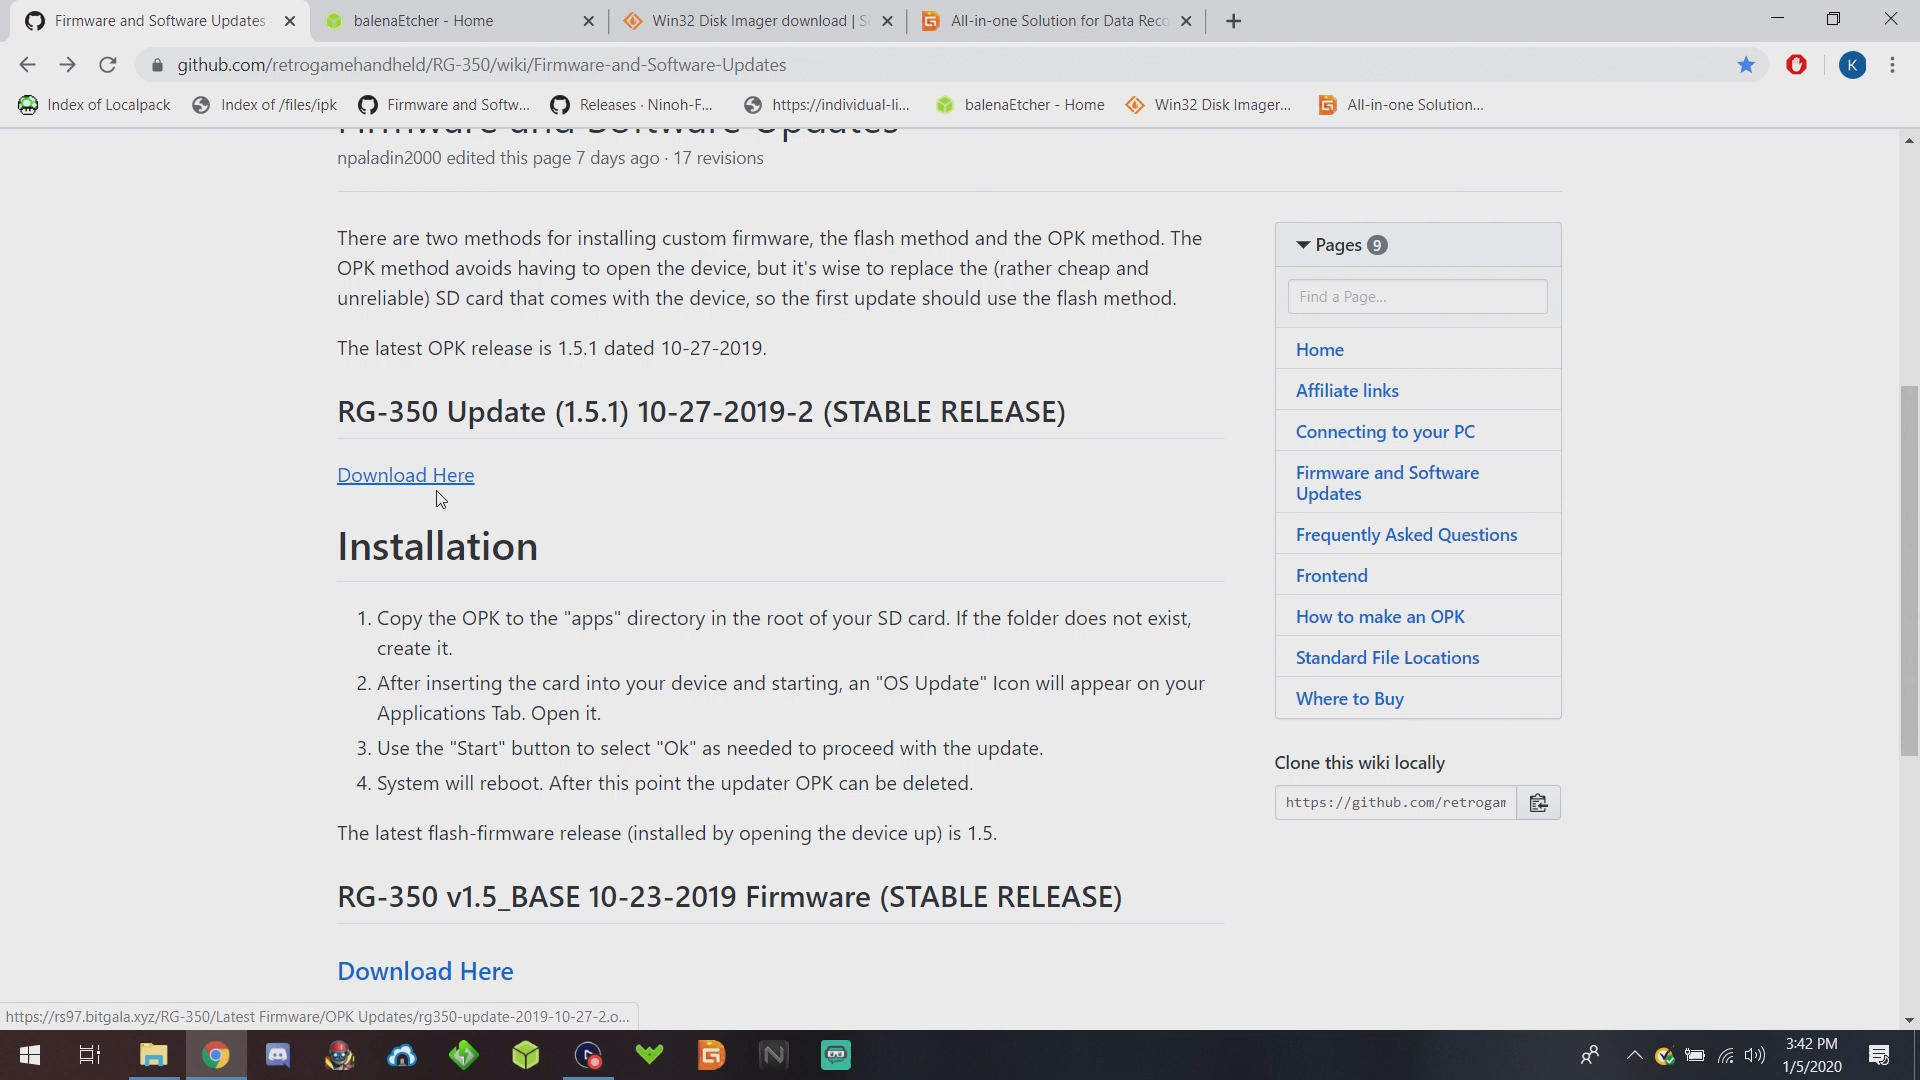 Firmware and Software Updates
balenaEtcher - Home
Win32 Disk Imager download | S
All-in-one Solution for Data Reco
github.com/retrogamehandheld/RG-350/wiki/Firmware-and-Software-Updates
K
Index of Localpack
Index of /files/ipk
Firmware and Softw...
Releases · Ninoh-F...
https://individual-li...
balenaEtcher - Home
Win32 Disk Imager...
All-in-one Solution...
Firmware and Software Updates
npaladin2000 edited this page 7 days ago · 17 revisions
There are two methods for installing custom firmware, the flash method and the OPK method. The
OPK method avoids having to open the device, but it's wise to replace the (rather cheap and
unreliable) SD card that comes with the device, so the first update should use the flash method.
The latest OPK release is 1.5.1 dated 10-27-2019.
RG-350 Update (1.5.1) 10-27-2019-2 (STABLE RELEASE)
Download Here
Installation
1. Copy the OPK to the "apps" directory in the root of your SD card. If the folder does not exist,
create it.
2. After inserting the card into your device and starting, an "OS Update" Icon will appear on your
Applications Tab. Open it.
3. Use the "Start" button to select "Ok" as needed to proceed with the update.
4. System will reboot. After this point the updater OPK can be deleted.
The latest flash-firmware release (installed by opening the device up) is 1.5.
RG-350 v1.5_BASE 10-23-2019 Firmware (STABLE RELEASE)
Download Here
Pages 9
Find a Page...
Home
Affiliate links
Connecting to your PC
Firmware and Software
Updates
Frequently Asked Questions
Frontend
How to make an OPK
Standard File Locations
Where to Buy
Clone this wiki locally
https://github.com/retrogam
https://rs97.bitgala.xyz/RG-350/Latest Firmware/OPK Updates/rg350-update-2019-10-27-2.o...
3:42 PM
1/5/2020